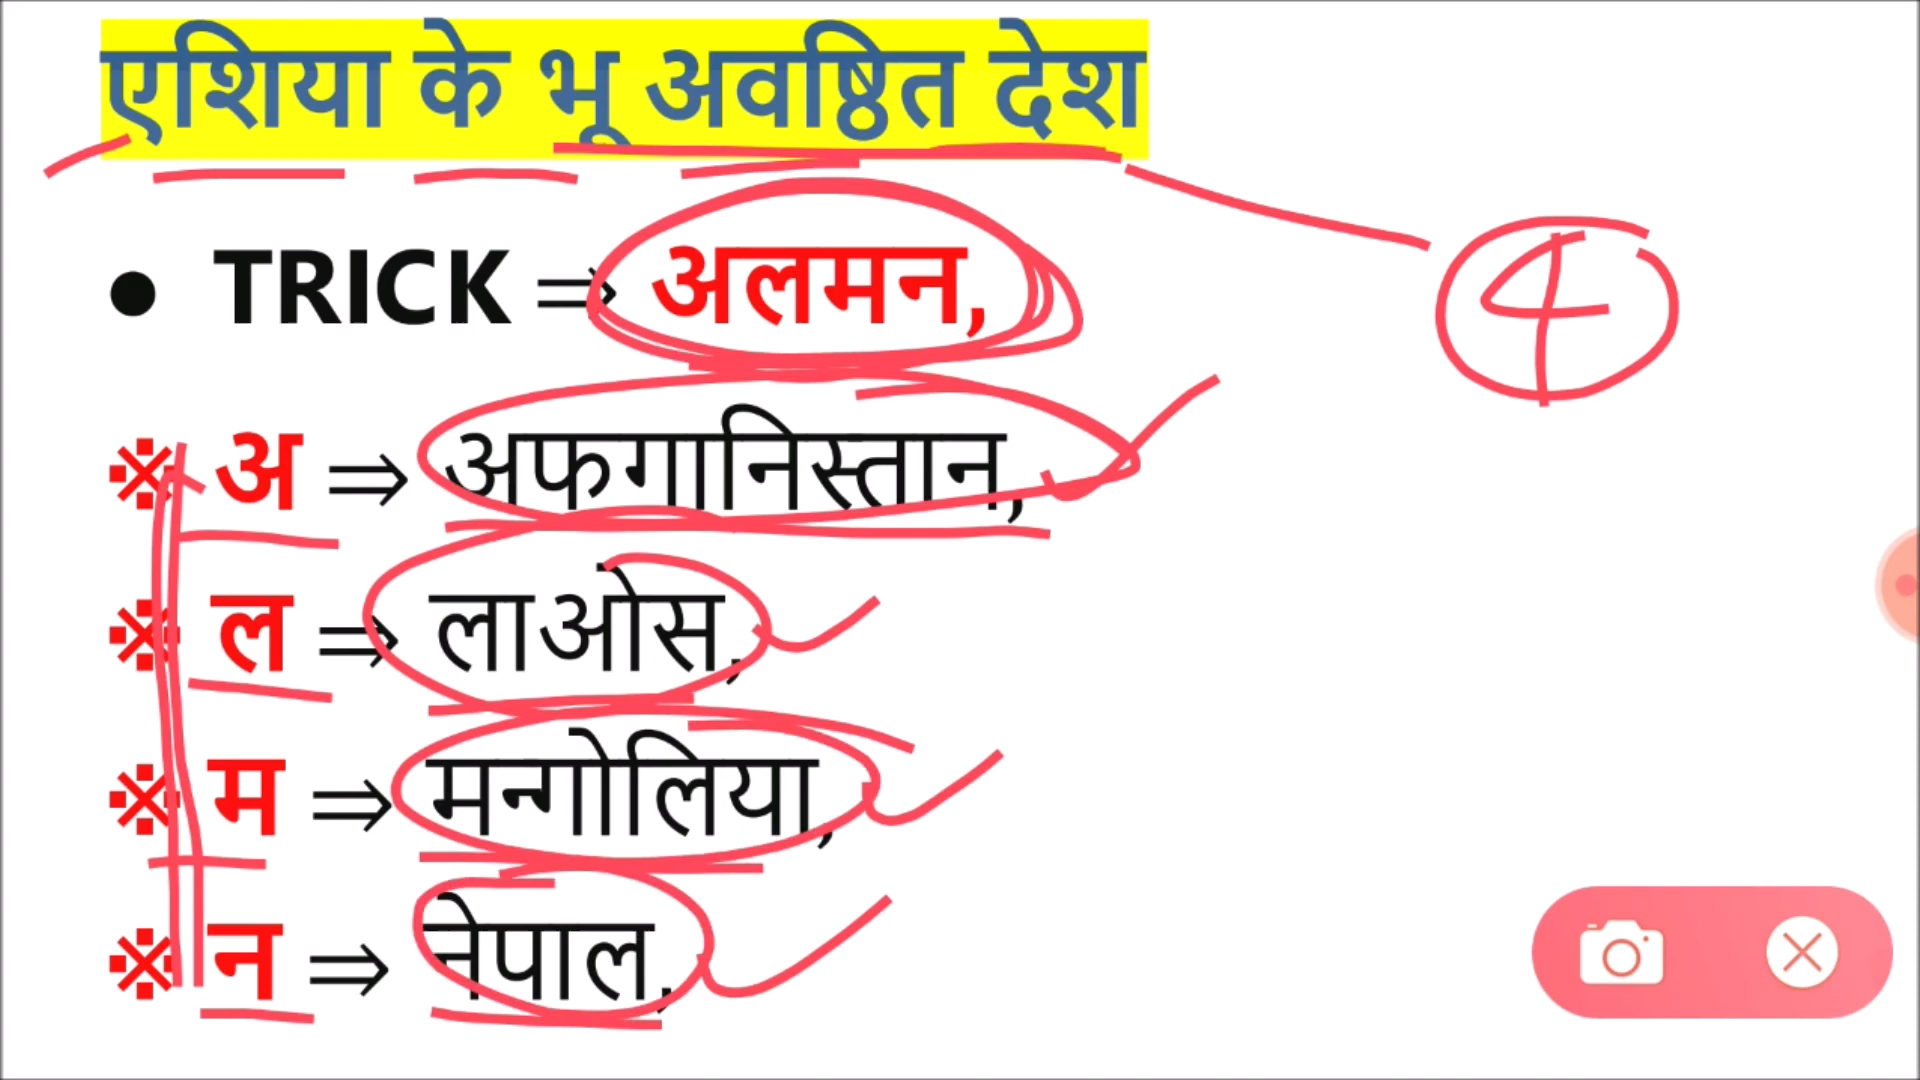 एशिया के भू अवष्ठित देश
4
● TRICK ⇒ अलमन,
※ अ ⇒ अफगानिस्तान,
※ ल ⇒ लाओस,
※ म ⇒ मन्गोलिया,
※ न ⇒ नेपाल,